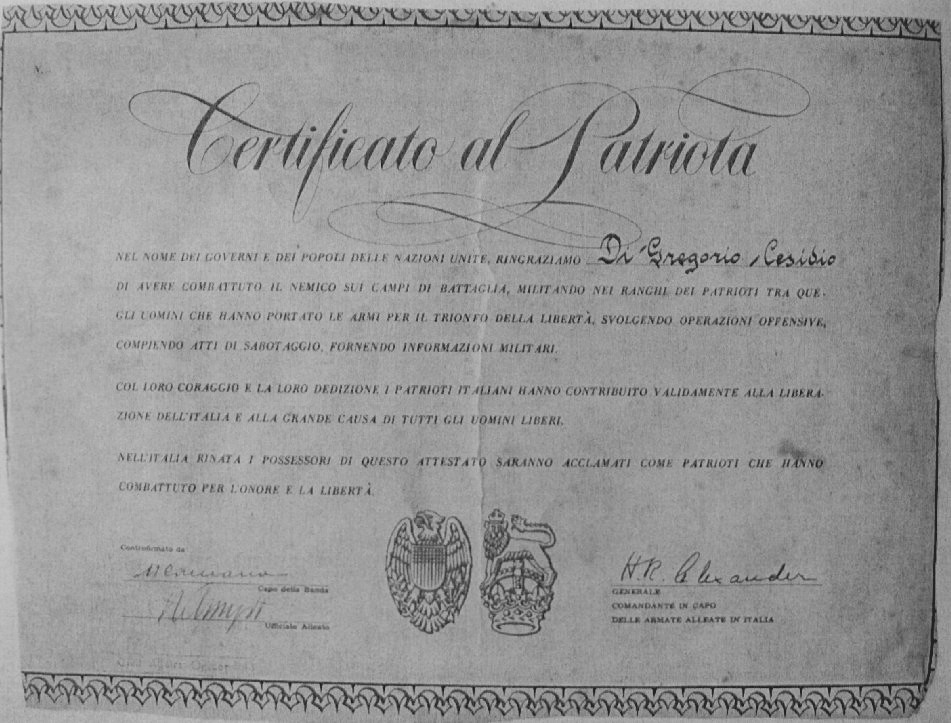 Certificato al Patriota
NEL NOME DEI GOVERNI E DEI POPOLI DELLE NAZIONI UNITE, RINGRAZIAMO Di Gregorio Cesidio
DI AVERE COMBATTUTO IL NEMICO SUI CAMPI DI BATTAGLIA, MILITANDO NEI RANGHI DEI PATRIOTI TRA QUE-
GLI UOMINI CHE HANNO PORTATO LE ARMI PER IL TRIONFO DELLA LIBERTÀ, SVOLGENDO OPERAZIONI OFFENSIVE,
COMPIENDO ATTI DI SABOTAGGIO, FORNENDO INFORMAZIONI MILITARI.
COL LORO CORAGGIO E LA LORO DEDIZIONE I PATRIOTI ITALIANI HANNO CONTRIBUITO VALIDAMENTE ALLA LIBERA-
ZIONE DELL'ITALIA E ALLA GRANDE CAUSA DI TUTTI GLI UOMINI LIBERI.
NELL'ITALIA RINATA I POSSESSORI DI QUESTO ATTESTATO SARANNO ACCLAMATI COME PATRIOTI CHE HANNO
COMBATTUTO PER L'ONORE E LA LIBERTÀ.
Controfirmato da
Capo della Banda
Ufficiale Alleato
H.R. Alexander
GENERALE
COMANDANTE IN CAPO
DELLE ARMATE ALLEATE IN ITALIA